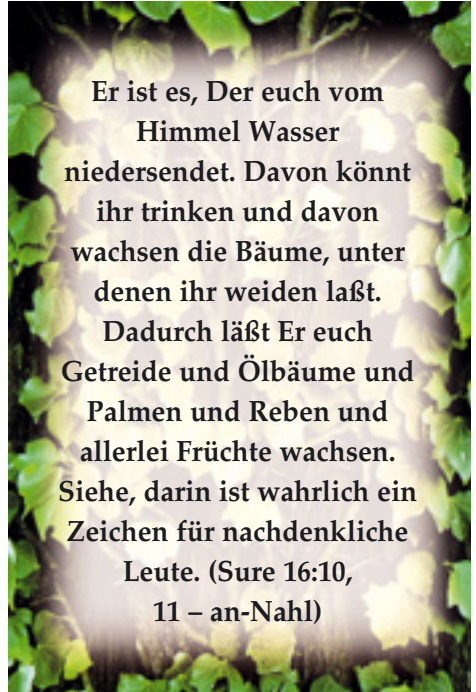 Er ist es, Der euch vom
Himmel Wasser
niedersendet. Davon könnt
ihr trinken und davon
wachsen die Bäume, unter
denen ihr weiden laßt.
Dadurch läßt Er euch
Getreide und Ölbäume und
Palmen und Reben und
allerlei Früchte wachsen.
Siehe, darin ist wahrlich ein
Zeichen für nachdenkliche
Leute. (Sure 16:10,
11 – an-Nahl)